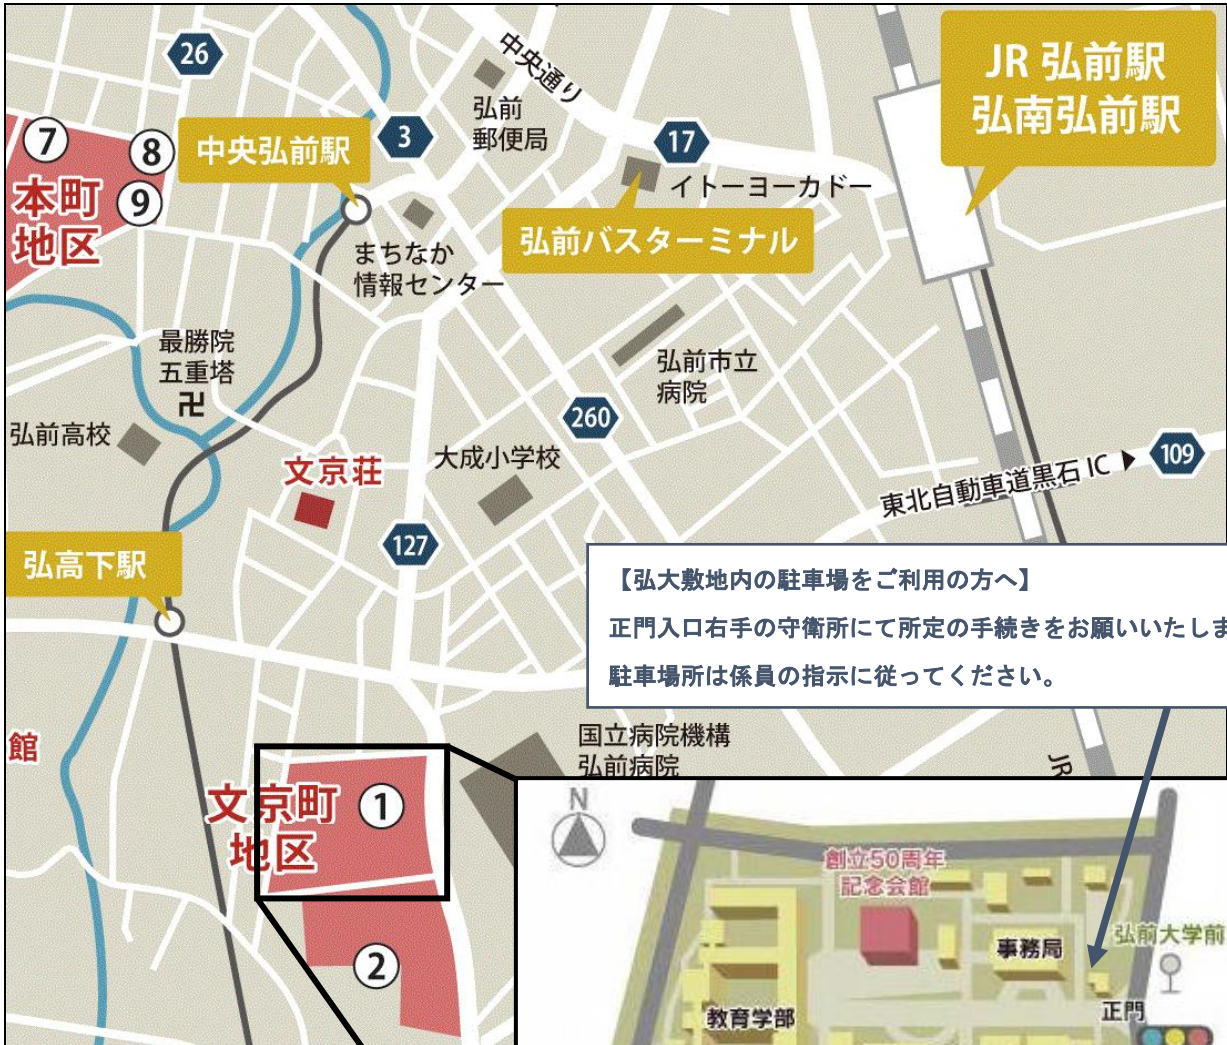 JR 弘前駅
弘南弘前駅
中央通り
26
弘前
郵便局
3
17
7
8
中央弘前駅
イトーヨーカドー
本町
地区
9
弘前バスターミナル
まちなか
情報センター
最勝院
五重塔
卍
弘前市立
病院
弘前高校
260
文京荘
大成小学校
東北自動車道黒石 IC ▶
109
127
弘高下駅
【弘大敷地内の駐車場をご利用の方へ】
正門入口右手の守衛所にて所定の手続きをお願いいたしま
駐車場所は係員の指示に従ってください。
館
国立病院機構
弘前病院
JR
文京町
地区
1
2
N
創立50周年
記念会館
事務局
弘前大学前
教育学部
正門